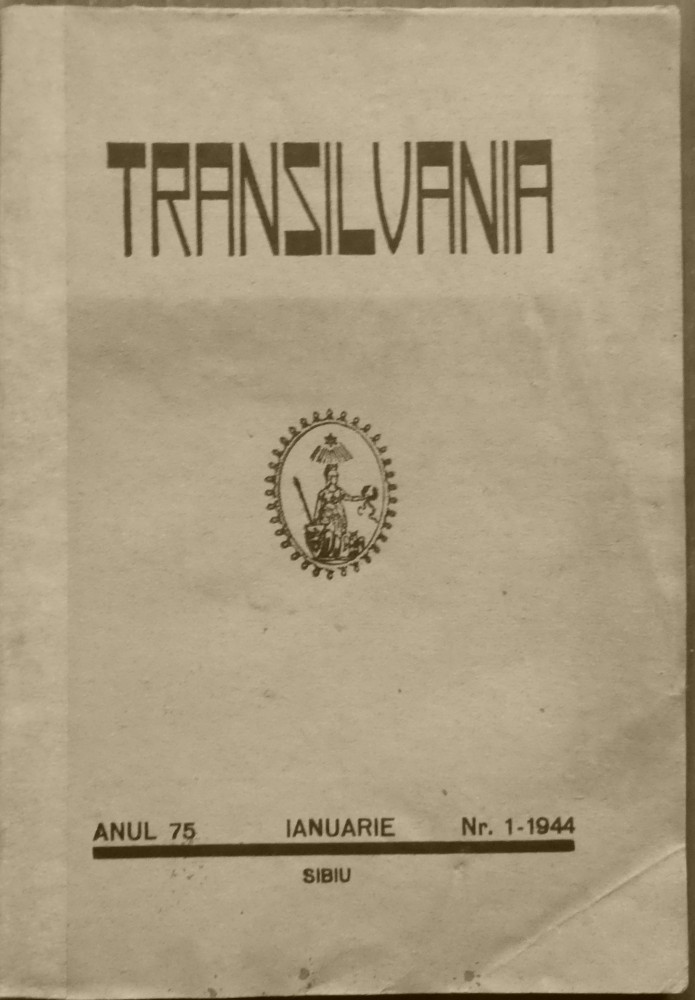 TRANSILVANIA
ANUL 75 IANUARIE Nr. 1-1944
SIBIU